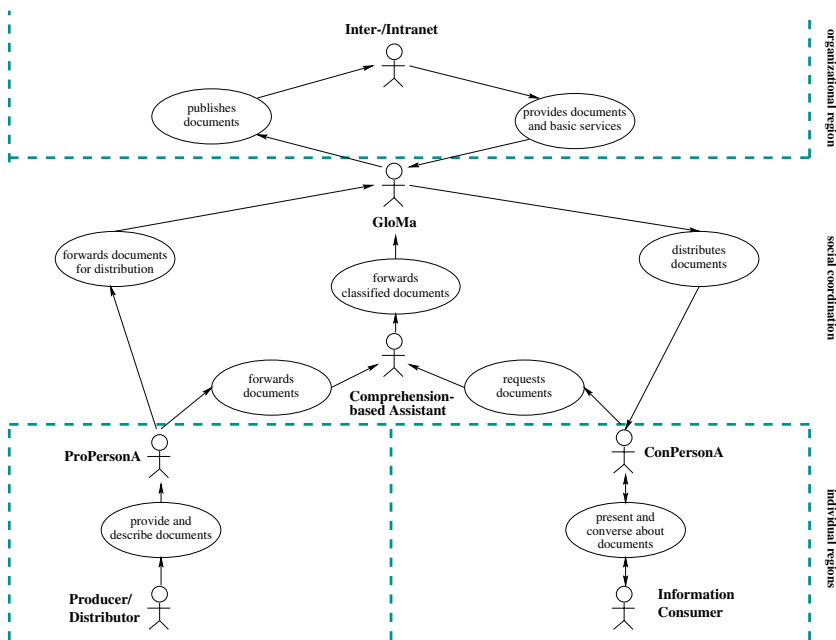 Inter-/Intranet
organizational region
publishes
documents
provides documents
and basic services
GloMa
social coordination
forwards documents
for distribution
distributes
documents
forwards
classified documents
forwards
documents
requests
documents
Comprehension-
based Assistant
ProPersonA
ConPersonA
individual regions
provide and
describe documents
present and
converse about
documents
Producer/
Distributor
Information
Consumer